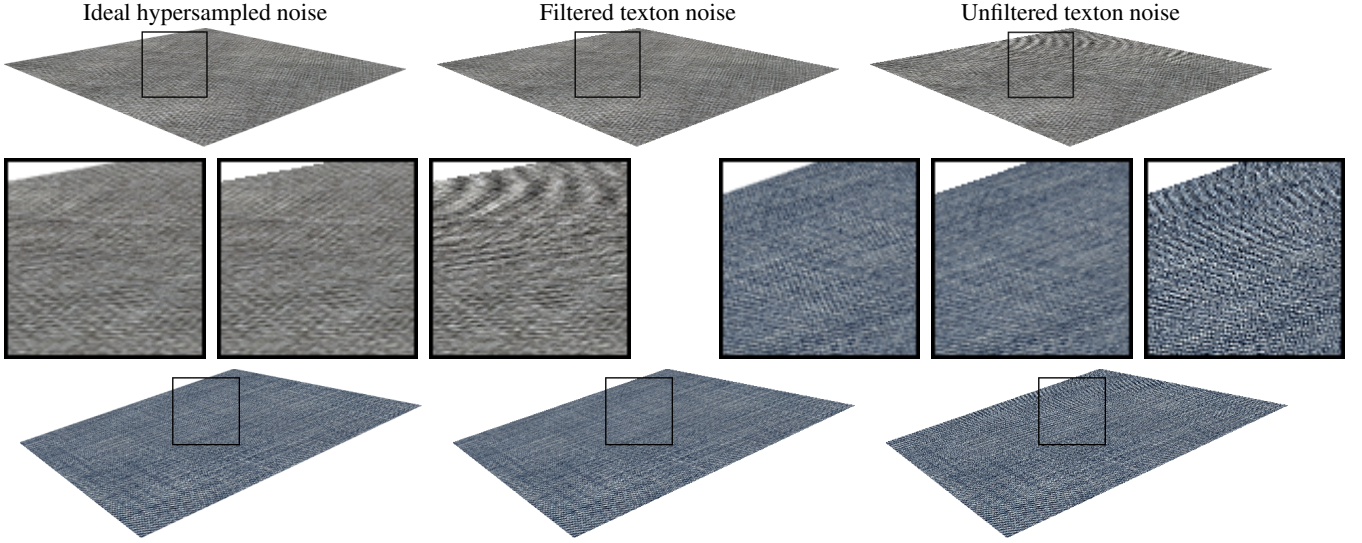 Ideal hypersampled noise
Filtered texton noise
Unfiltered texton noise